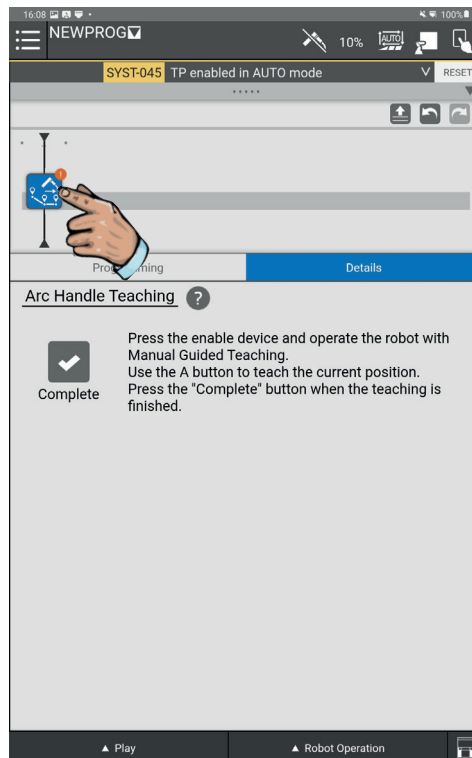 16:08 100%
NEWPROG
10% AUTO
SYST-045 TP enabled in AUTO mode RESET
Programming Details
Arc Handle Teaching ?
Press the enable device and operate the robot with
Manual Guided Teaching.
Use the A button to teach the current position.
Press the "Complete" button when the teaching is
finished.
Complete
Play Robot Operation